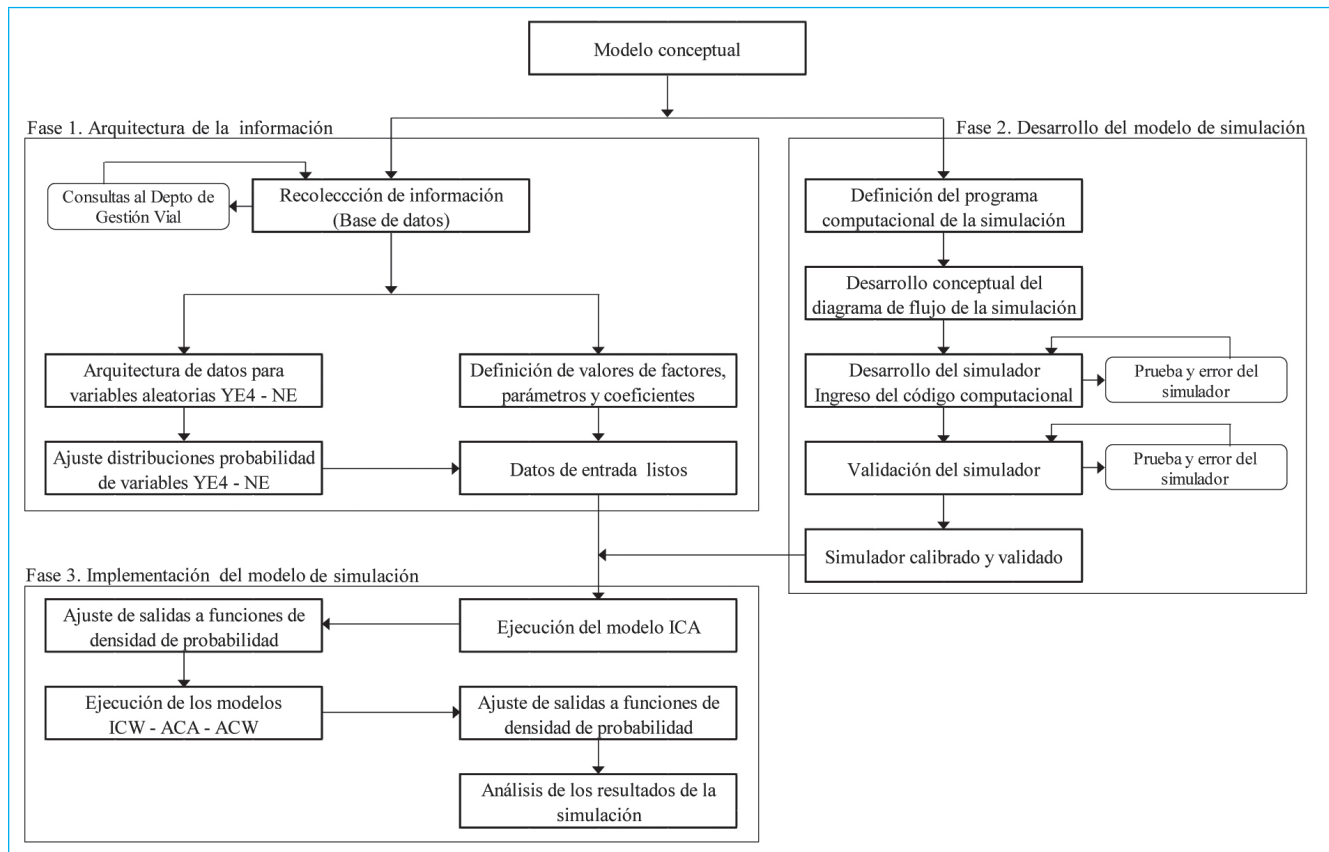 Modelo conceptual
Fase 1. Arquitectura de la información
Consultas al Depto de
Gestión Vial
Recoleccción de información
(Base de datos)
Arquitectura de datos para
variables aleatorias YE4 - NE
Definición de valores de factores,
parámetros y coeficientes
Ajuste distribuciones probabilidad
de variables YE4 - NE
Datos de entrada listos
Fase 2. Desarrollo del modelo de simulación
Definición del programa
computacional de la simulación
Desarrollo conceptual del
diagrama de flujo de la simulación
Desarrollo del simulador
Ingreso del código computacional
Prueba y error del
simulador
Validación del simulador
Prueba y error del
simulador
Simulador calibrado y validado
Fase 3. Implementación del modelo de simulación
Ajuste de salidas a funciones de
densidad de probabilidad
Ejecución del modelo ICA
Ejecución de los modelos
ICW - ACA - ACW
Ajuste de salidas a funciones de
densidad de probabilidad
Análisis de los resultados de la
simulación